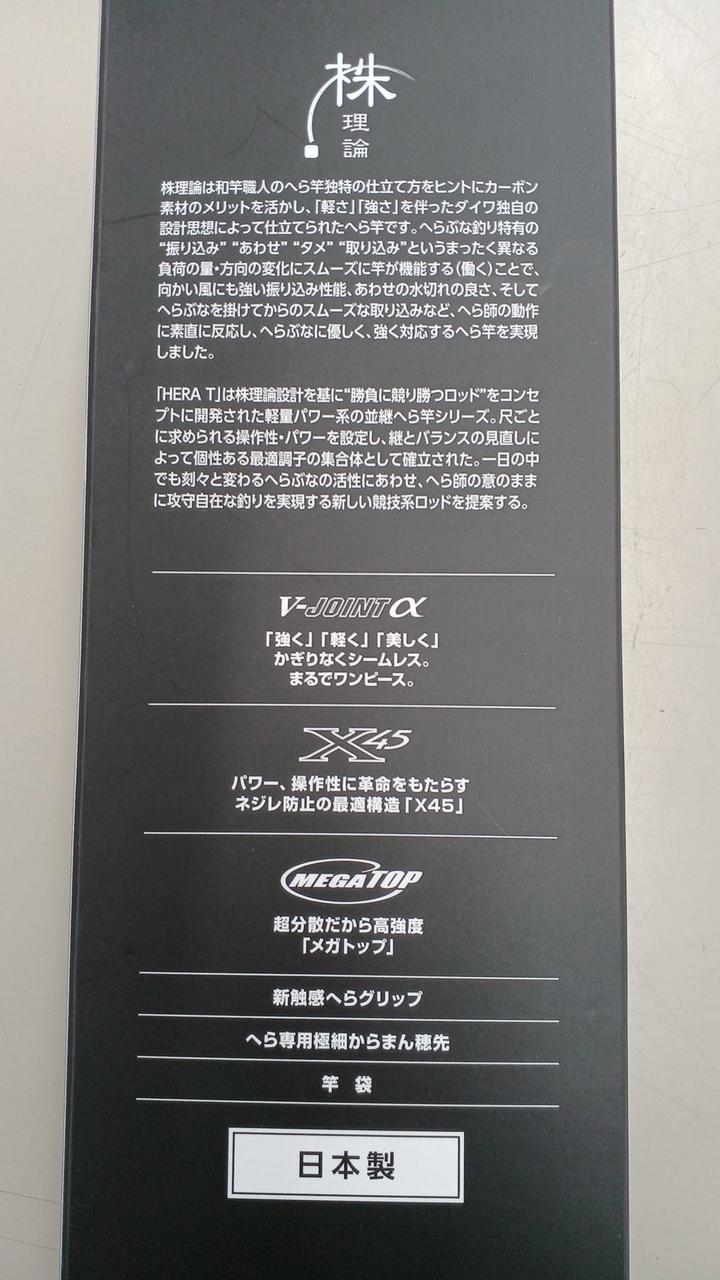 株
理
論
株理論は和竿職人のへら竿独特の仕立て方をヒントにカーボン
素材のメリットを活かし、「軽さ」「強さ」を伴ったダイワ独自の
設計思想によって仕立てられたへら竿です。へらぶな釣り特有の
“振り込み” “あわせ” “タメ” “取り込み”というまったく異なる
負荷の量・方向の変化にスムーズに竿が機能する(働く)ことで、
向かい風にも強い振り込み性能、あわせの水切れの良さ、そして
へらぶなを掛けてからのスムーズな取り込みなど、へら師の動作
に素直に反応し、へらぶなに優しく、強く対応するへら竿を実現
しました。
「HERA T」は株理論設計を基に“勝負に競り勝つロッド”をコンセ
プトに開発された軽量パワー系の並継へら竿シリーズ。尺ごと
に求められる操作性・パワーを設定し、継とバランスの見直しに
よって個性ある最適調子の集合体として確立された。一日の中
でも刻々と変わるへらぶなの活性にあわせ、へら師の意のまま
に攻守自在な釣りを実現する新しい競技系ロッドを提案する。
V-JOINT α
「強く」「軽く」「美しく」
かぎりなくシームレス。
まるでワンピース。
X45
パワー、操作性に革命をもたらす
ネジレ防止の最適構造「X45」
MEGATOP
超分散だから高強度
「メガトップ」
新触感へらグリップ
へら専用極細からまん穂先
竿 袋
日本製